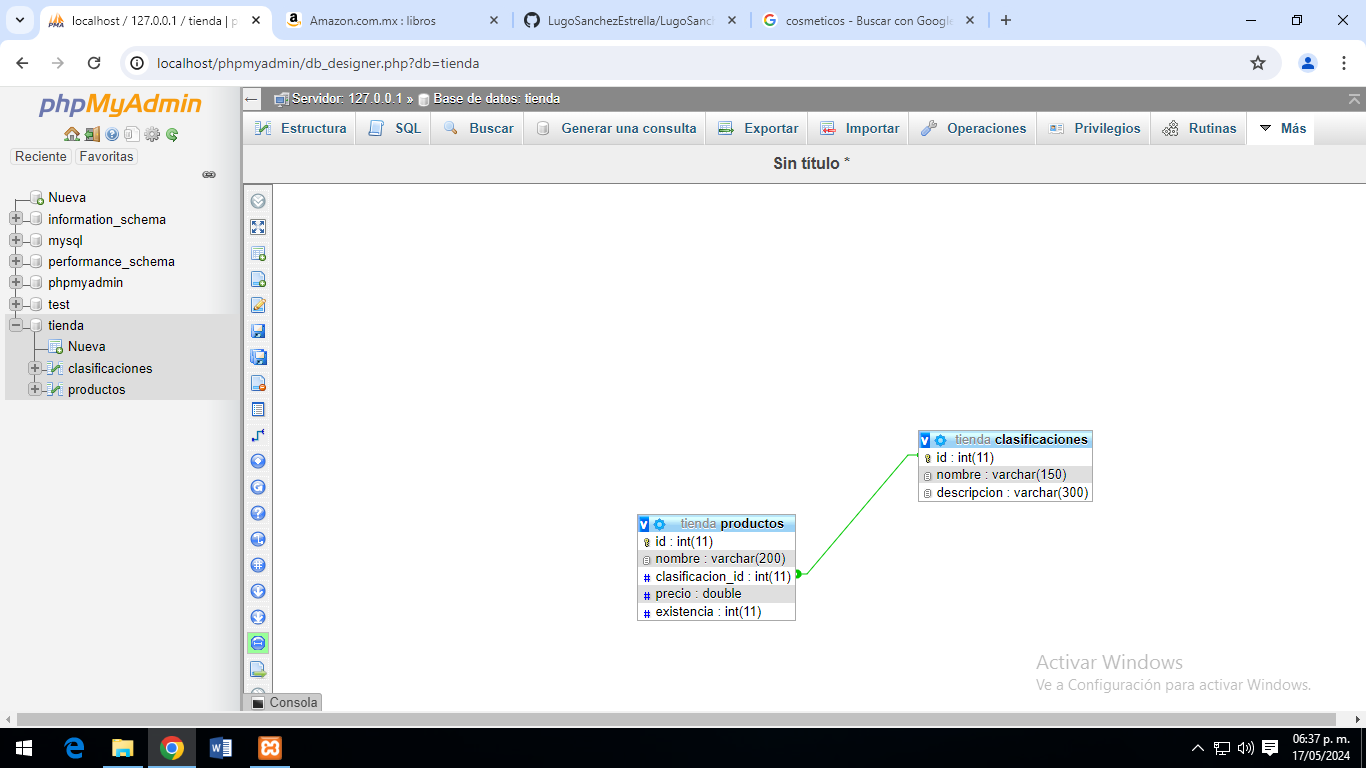 localhost / 127.0.0.1 / tienda | p
Amazon.com.mx : libros
LugoSanchezEstrella/LugoSanc
cosmeticos - Buscar con Google
localhost/phpmyadmin/db_designer.php?db=tienda
phpMyAdmin
Reciente
Favoritas
Nueva
information_schema
mysql
performance_schema
phpmyadmin
test
tienda
Nueva
clasificaciones
productos
Servidor: 127.0.0.1 » Base de datos: tienda
Estructura
SQL
Buscar
Generar una consulta
Exportar
Importar
Operaciones
Privilegios
Rutinas
Más
Sin título *
tienda clasificaciones
id : int(11)
nombre : varchar(150)
descripcion : varchar(300)
tienda productos
id : int(11)
nombre : varchar(200)
clasificacion_id : int(11)
precio : double
existencia : int(11)
Activar Windows
Ve a Configuración para activar Windows.
Consola
06:37 p. m.
17/05/2024